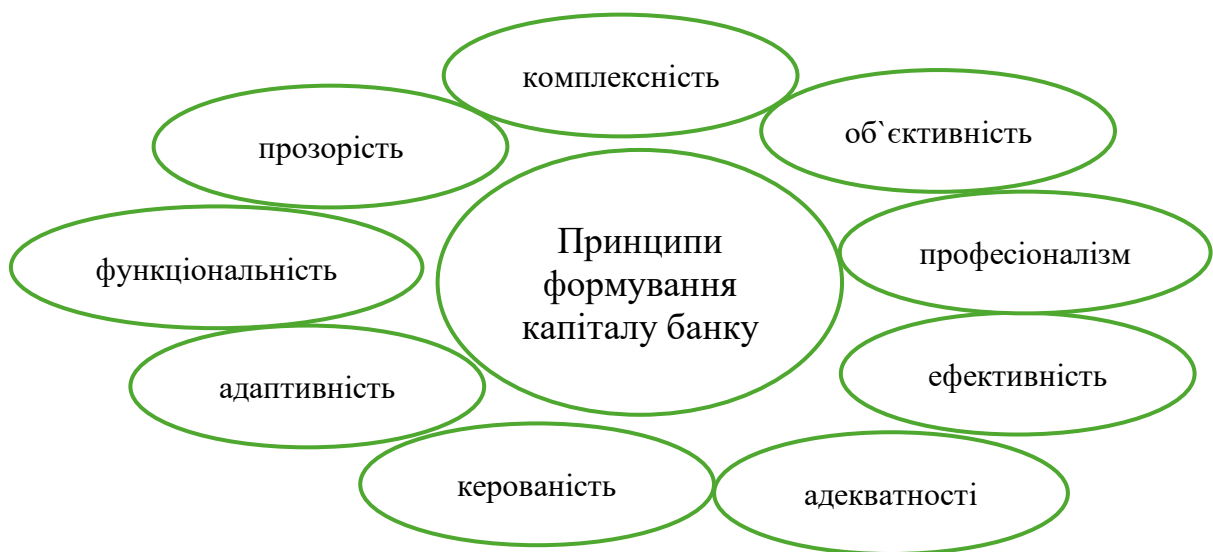 комплексність
об`єктивність
прозорість
Принципи
формування
капіталу банку
професіоналізм
функціональність
ефективність
адаптивність
керованість
адекватності